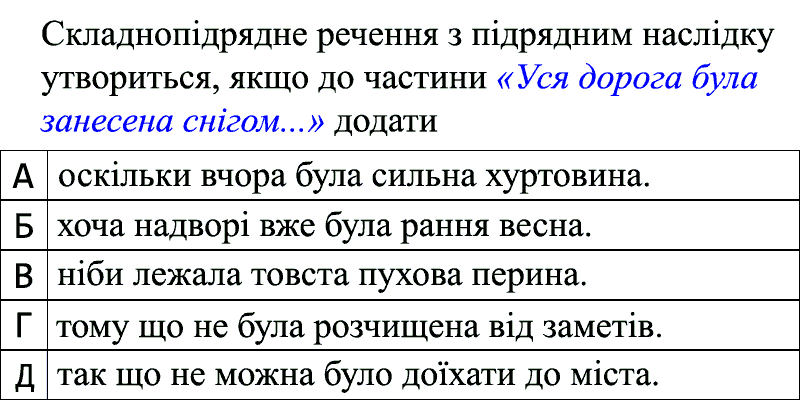 Складнопідрядне речення з підрядним наслідку
утвориться, якщо до частини «Уся дорога була
занесена снігом...» додати
А оскільки вчора була сильна хуртовина.
Б хоча надворі вже була рання весна.
В ніби лежала товста пухова перина.
Г тому що не була розчищена від заметів.
Д так що не можна було доїхати до міста.